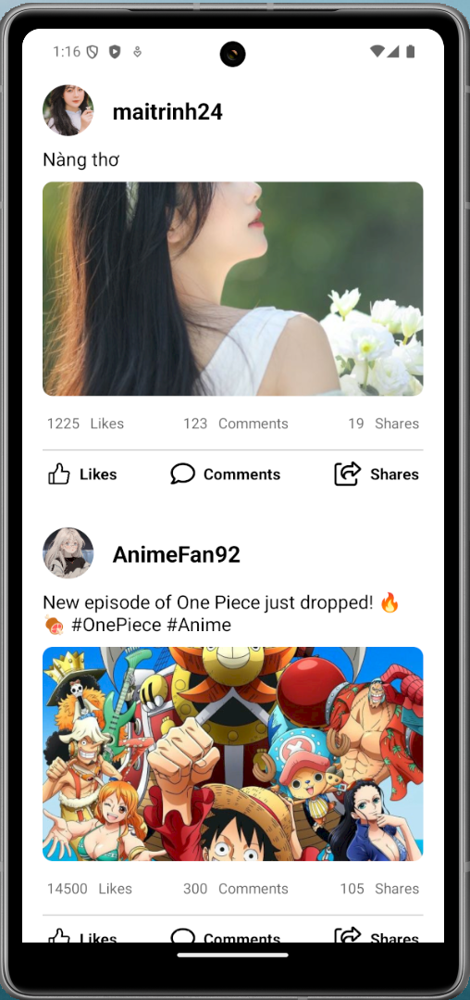 1:16
maitrinh24
Nàng thơ
1225 Likes 123 Comments 19 Shares
Likes Comments Shares
AnimeFan92
New episode of One Piece just dropped! 🔥
🍖 #OnePiece #Anime
14500 Likes 300 Comments 105 Shares
Likes Comments Shares